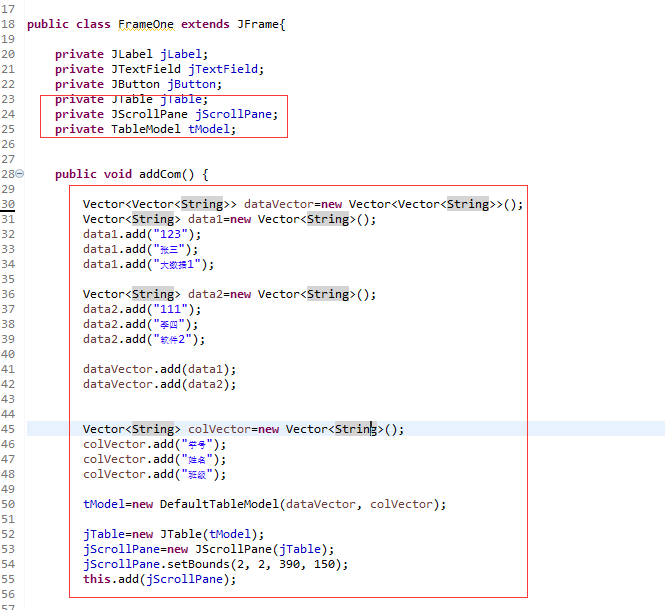 17
18 public class FrameOne extends JFrame{
19
20 private JLabel jLabel;
21 private JTextField jTextField;
22 private JButton jButton;
23 private JTable jTable;
24 private JScrollPane jScrollPane;
25 private TableModel tModel;
26
27
28 public void addCom() {
29
30 Vector<Vector<String>> dataVector=new Vector<Vector<String>>();
31 Vector<String> data1=new Vector<String>();
32 data1.add("123");
33 data1.add("张三");
34 data1.add("大数据1");
35
36 Vector<String> data2=new Vector<String>();
37 data2.add("111");
38 data2.add("李四");
39 data2.add("软件2");
40
41 dataVector.add(data1);
42 dataVector.add(data2);
43
44
45 Vector<String> colVector=new Vector<String>();
46 colVector.add("学号");
47 colVector.add("姓名");
48 colVector.add("班级");
49
50 tModel=new DefaultTableModel(dataVector, colVector);
51
52 jTable=new JTable(tModel);
53 jScrollPane=new JScrollPane(jTable);
54 jScrollPane.setBounds(2, 2, 390, 150);
55 this.add(jScrollPane);
56
57